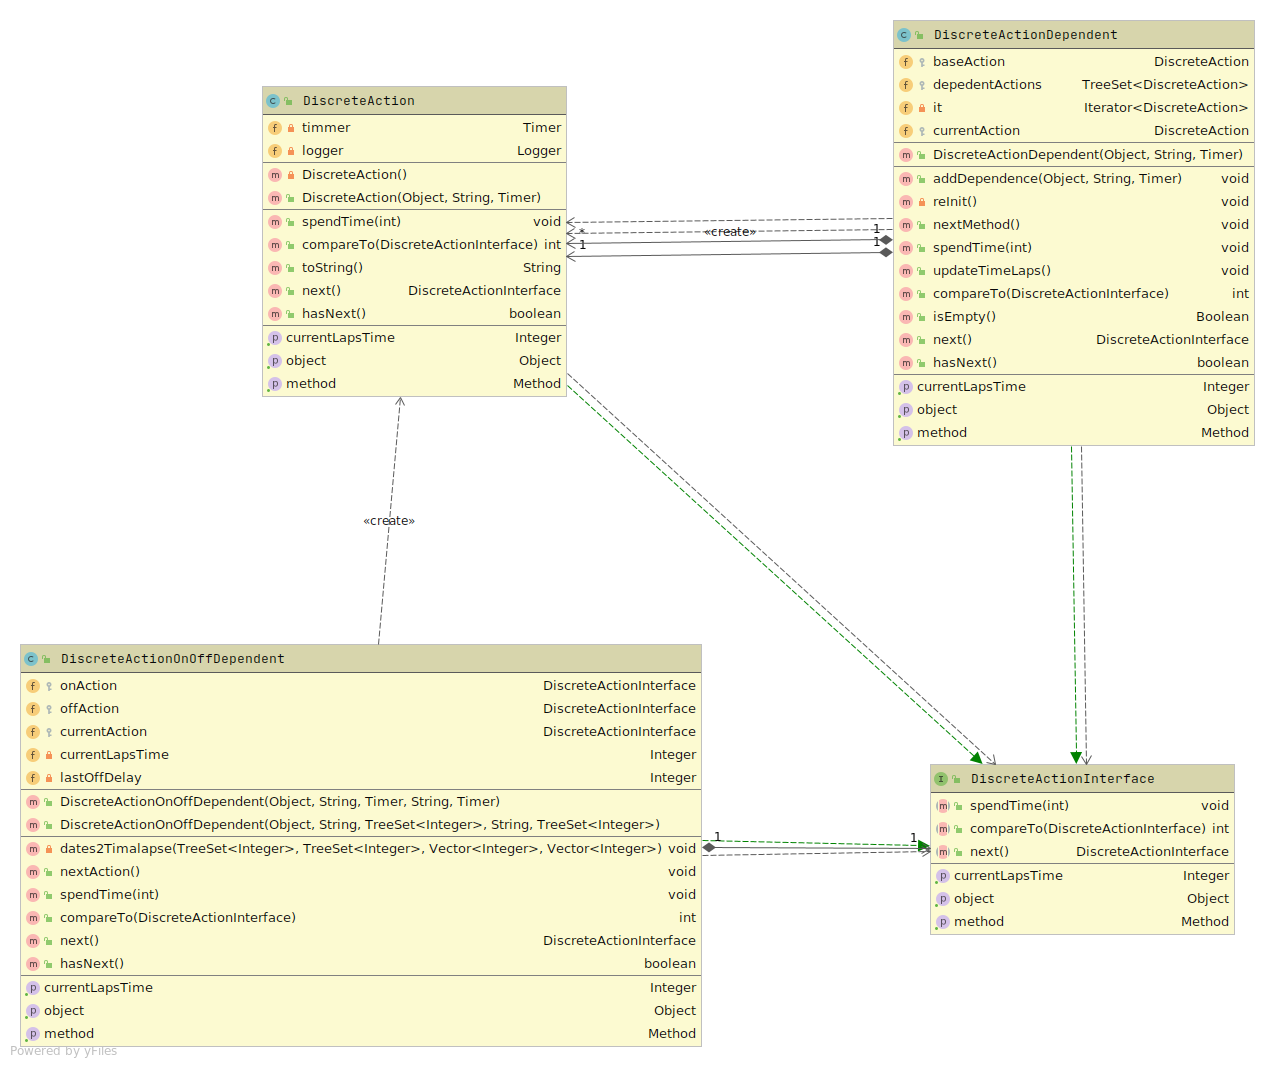 DiscreteActionDependent
baseAction DiscreteAction
depedentActions TreeSet<DiscreteAction>
it Iterator<DiscreteAction>
currentAction DiscreteAction
DiscreteActionDependent(Object, String, Timer)
addDependence(Object, String, Timer) void
reInit() void
nextMethod() void
spendTime(int) void
updateTimeLaps() void
compareTo(DiscreteActionInterface) int
isEmpty() Boolean
next() DiscreteActionInterface
hasNext() boolean
currentLapsTime Integer
object Object
method Method
DiscreteAction
timmer Timer
logger Logger
DiscreteAction()
DiscreteAction(Object, String, Timer)
spendTime(int) void
compareTo(DiscreteActionInterface) int
toString() String
next() DiscreteActionInterface
hasNext() boolean
currentLapsTime Integer
object Object
method Method
* «create» 1
1 1
«create»
DiscreteActionOnOffDependent
onAction DiscreteActionInterface
offAction DiscreteActionInterface
currentAction DiscreteActionInterface
currentLapsTime Integer
lastOffDelay Integer
DiscreteActionOnOffDependent(Object, String, Timer, String, Timer)
DiscreteActionOnOffDependent(Object, String, TreeSet<Integer>, String, TreeSet<Integer>)
dates2Timalapse(TreeSet<Integer>, TreeSet<Integer>, Vector<Integer>, Vector<Integer>) void
nextAction() void
spendTime(int) void
compareTo(DiscreteActionInterface) int
next() DiscreteActionInterface
hasNext() boolean
currentLapsTime Integer
object Object
method Method
1 1
DiscreteActionInterface
spendTime(int) void
compareTo(DiscreteActionInterface) int
next() DiscreteActionInterface
currentLapsTime Integer
object Object
method Method
Powered by yFiles